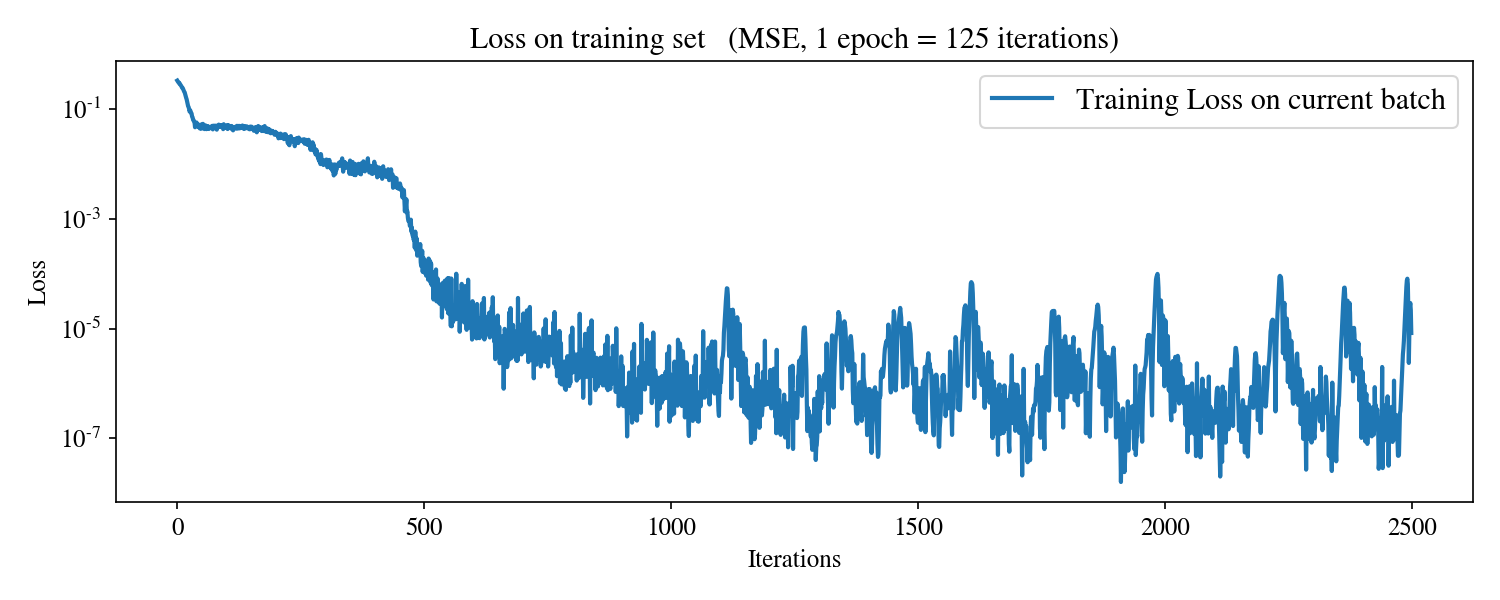 Loss on training set   (MSE, 1 epoch = 125 iterations)
Training Loss on current batch
Loss
10^-1
10^-3
10^-5
10^-7
0 500 1000 1500 2000 2500
Iterations